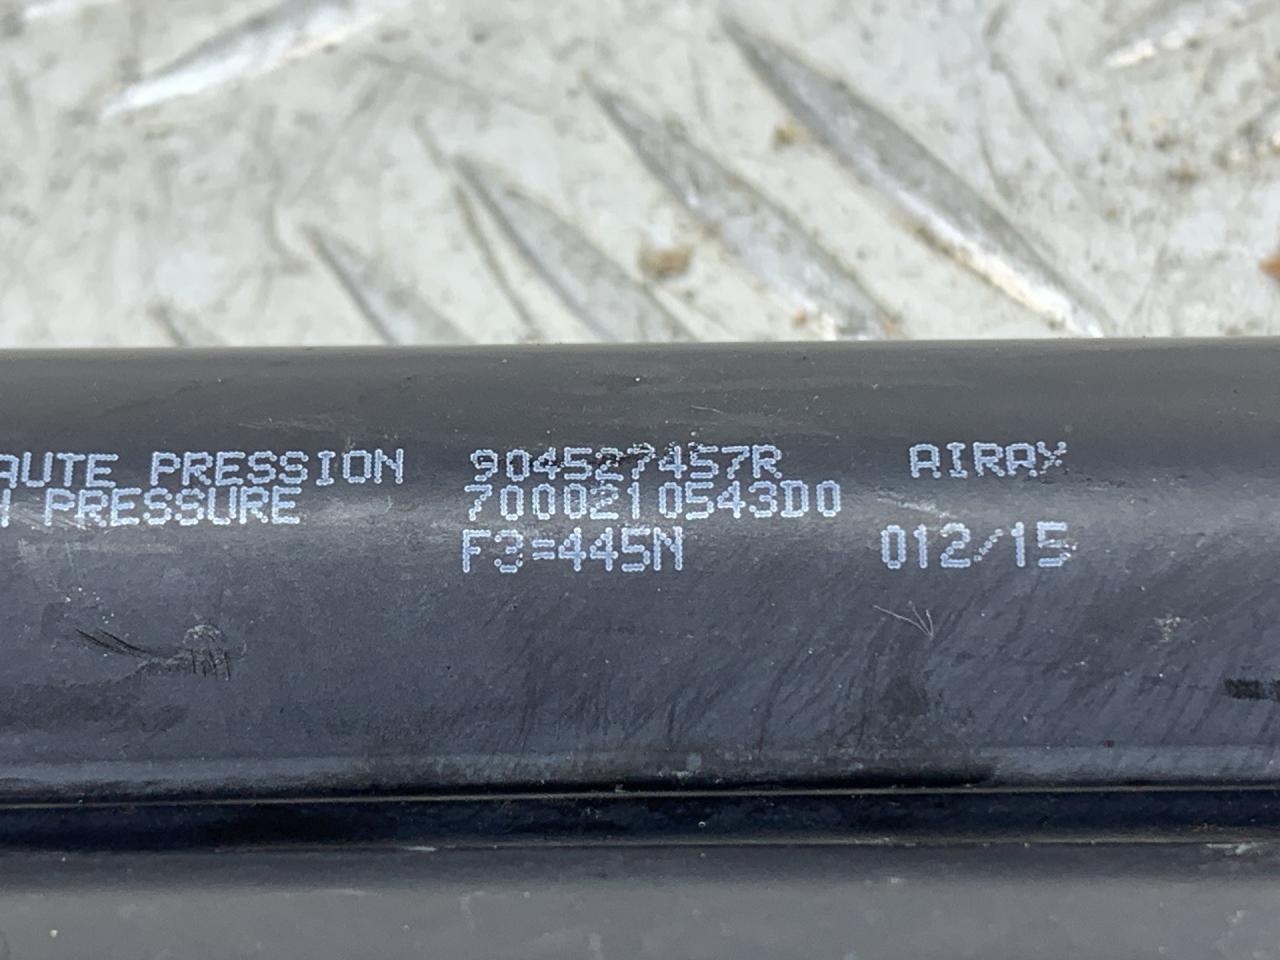 AUTE PRESSION 904527457R AIRAX
H PRESSURE 7000210543D0
F3=445N 012/15